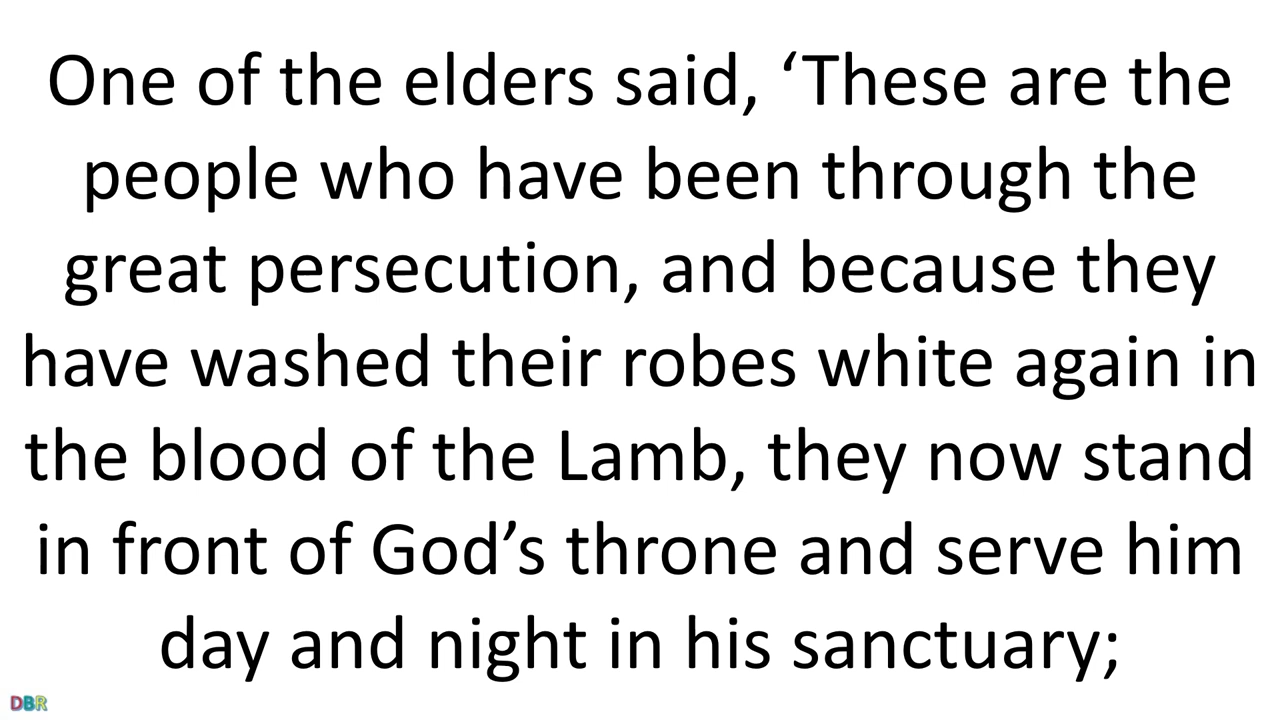 One of the elders said, ‘These are the
people who have been through the
great persecution, and because they
have washed their robes white again in
the blood of the Lamb, they now stand
in front of God’s throne and serve him
day and night in his sanctuary;
DBR